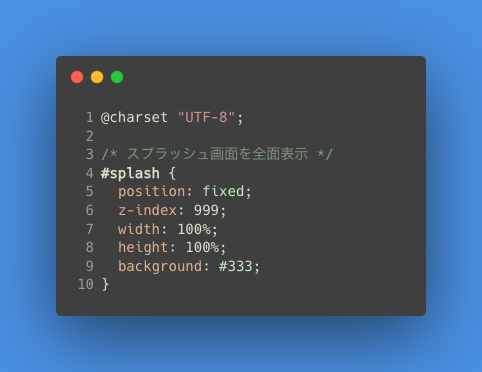 1 @charset "UTF-8";
2
3 /* スプラッシュ画面を全面表示 */
4 #splash {
5   position: fixed;
6   z-index: 999;
7   width: 100%;
8   height: 100%;
9   background: #333;
10 }